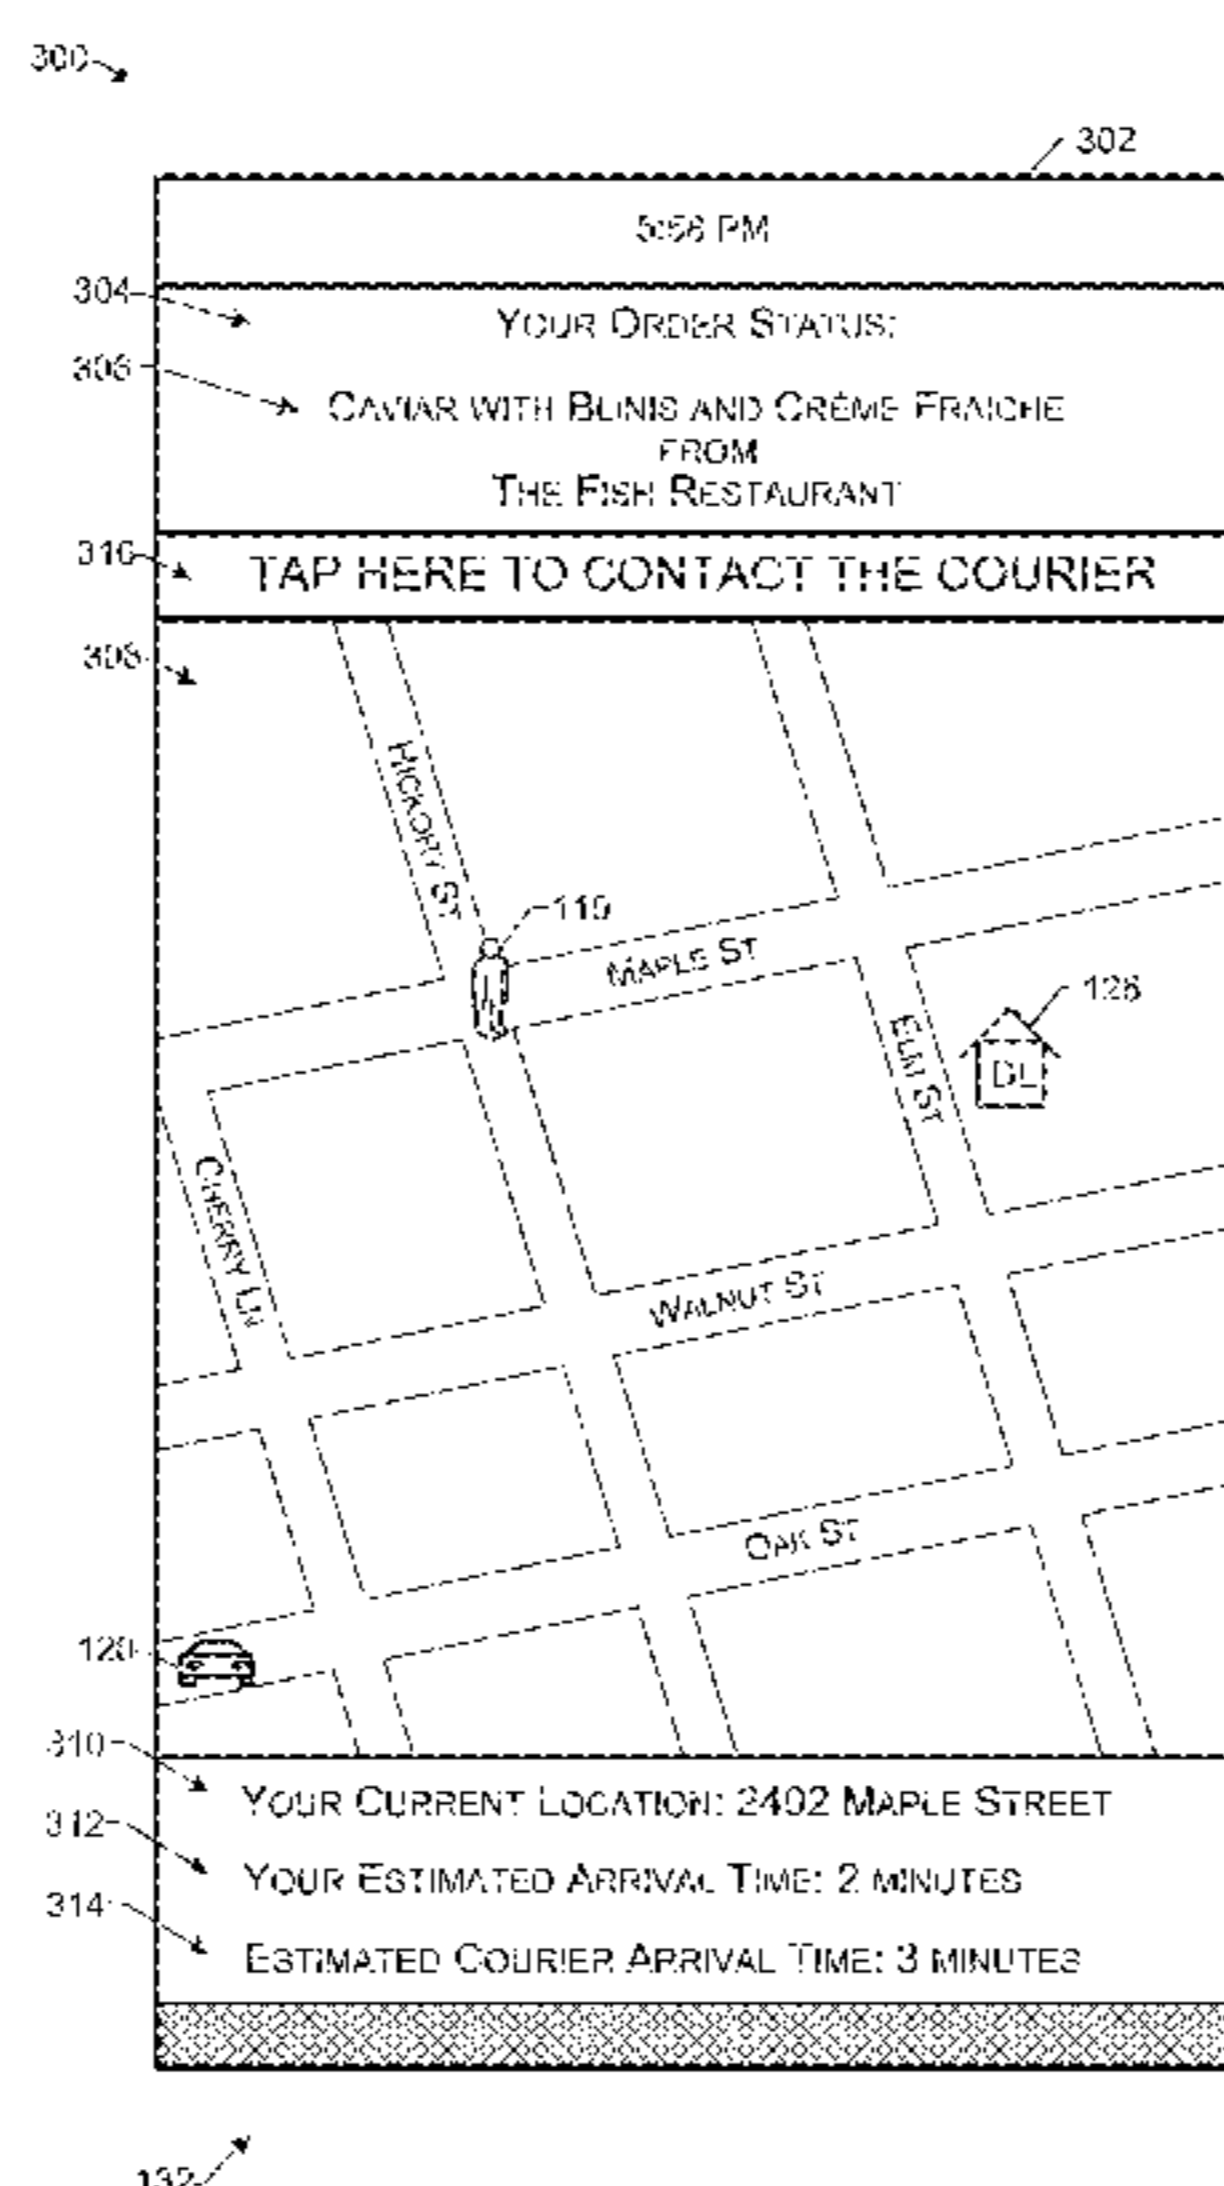 300
302
5:56 PM
304
YOUR ORDER STATUS:
306
CAVIAR WITH BLINIS AND CRÈME FRAICHE
FROM
THE FISH RESTAURANT
316
TAP HERE TO CONTACT THE COURIER
308
HICKORY ST
MAPLE ST
126
ELM ST
DL
CHERRY LN
WALNUT ST
OAK ST
120
310
YOUR CURRENT LOCATION: 2402 MAPLE STREET
312
YOUR ESTIMATED ARRIVAL TIME: 2 MINUTES
314
ESTIMATED COURIER ARRIVAL TIME: 3 MINUTES
132